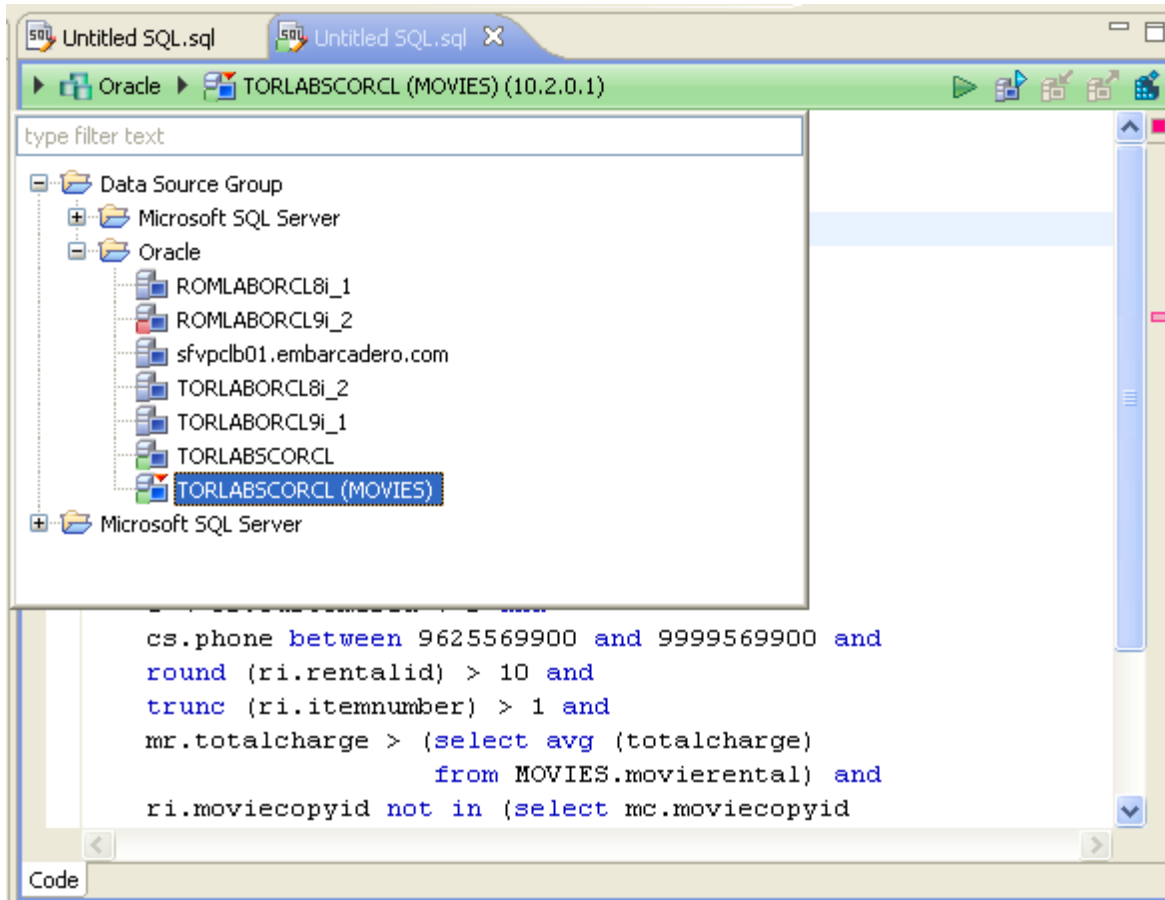 Untitled SQL.sql Untitled SQL.sql
Oracle TORLABSCORCL (MOVIES) (10.2.0.1)
type filter text
Data Source Group
Microsoft SQL Server
Oracle
ROMLABORCL8i_1
ROMLABORCL9i_2
sfvpclb01.embarcadero.com
TORLABORCL8i_2
TORLABORCL9i_1
TORLABSCORCL
TORLABSCORCL (MOVIES)
Microsoft SQL Server
cs.phone between 9625569900 and 9999569900 and
round (ri.rentalid) > 10 and
trunc (ri.itemnumber) > 1 and
mr.totalcharge > (select avg (totalcharge)
from MOVIES.movierental) and
ri.moviecopyid not in (select mc.moviecopyid
Code